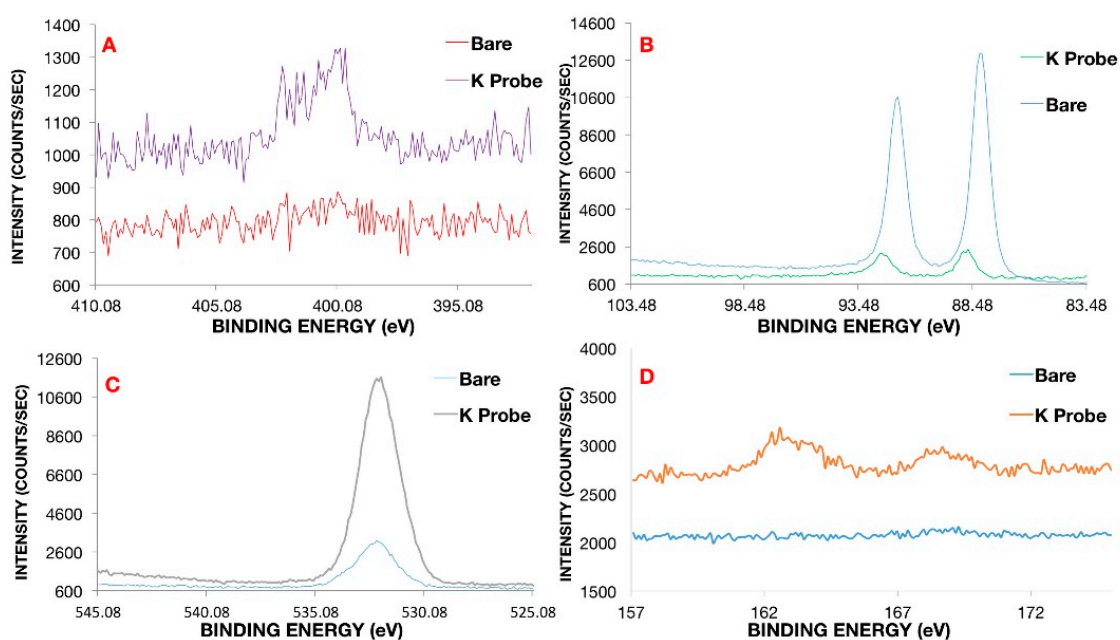 A
INTENSITY (COUNTS/SEC)
1400
1300
1200
1100
1000
900
800
700
600
410.08
405.08
400.08
395.08
BINDING ENERGY (eV)
Bare
K Probe
B
INTENSITY (COUNTS/SEC)
14600
12600
10600
8600
6600
4600
2600
600
103.48
98.48
93.48
88.48
83.48
BINDING ENERGY (eV)
K Probe
Bare
C
INTENSITY (COUNTS/SEC)
12600
10600
8600
6600
4600
2600
600
545.08
540.08
535.08
530.08
525.08
BINDING ENERGY (eV)
Bare
K Probe
D
INTENSITY (COUNTS/SEC)
4000
3500
3000
2500
2000
1500
157
162
167
172
BINDING ENERGY (eV)
Bare
K Probe